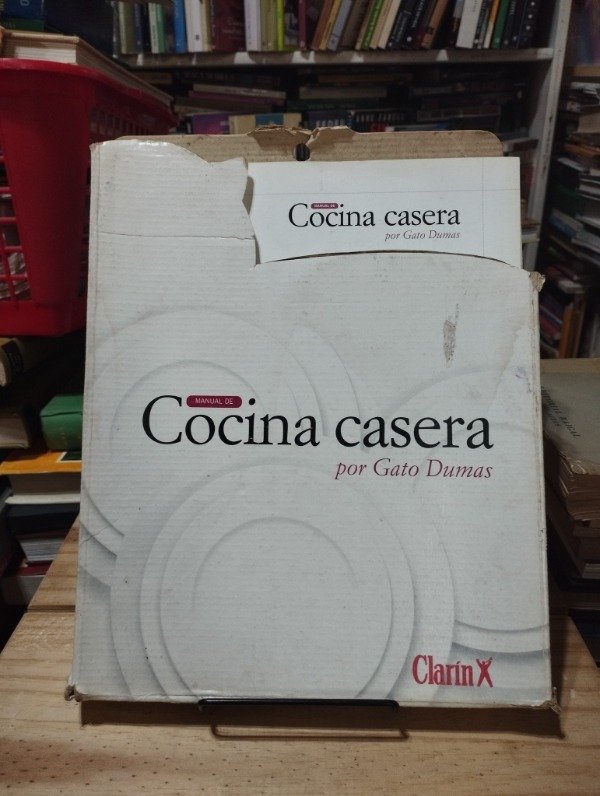 MANUAL DE
Cocina casera
por Gato Dumas
MANUAL DE
Cocina casera
por Gato Dumas
Clarín